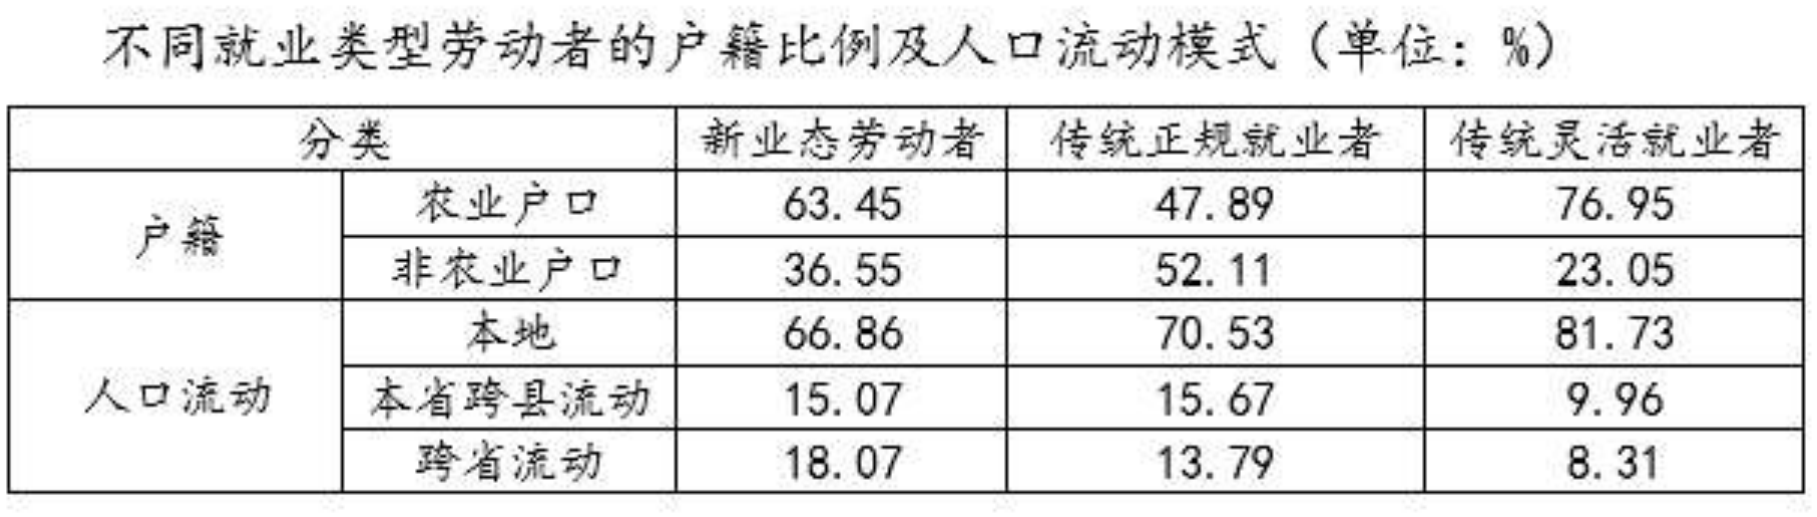 不同就业类型劳动者的户籍比例及人口流动模式（单位：%）
分类 新业态劳动者 传统正规就业者 传统灵活就业者
户籍 农业户口 63.45 47.89 76.95
非农业户口 36.55 52.11 23.05
人口流动 本地 66.86 70.53 81.73
本省跨县流动 15.07 15.67 9.96
跨省流动 18.07 13.79 8.31